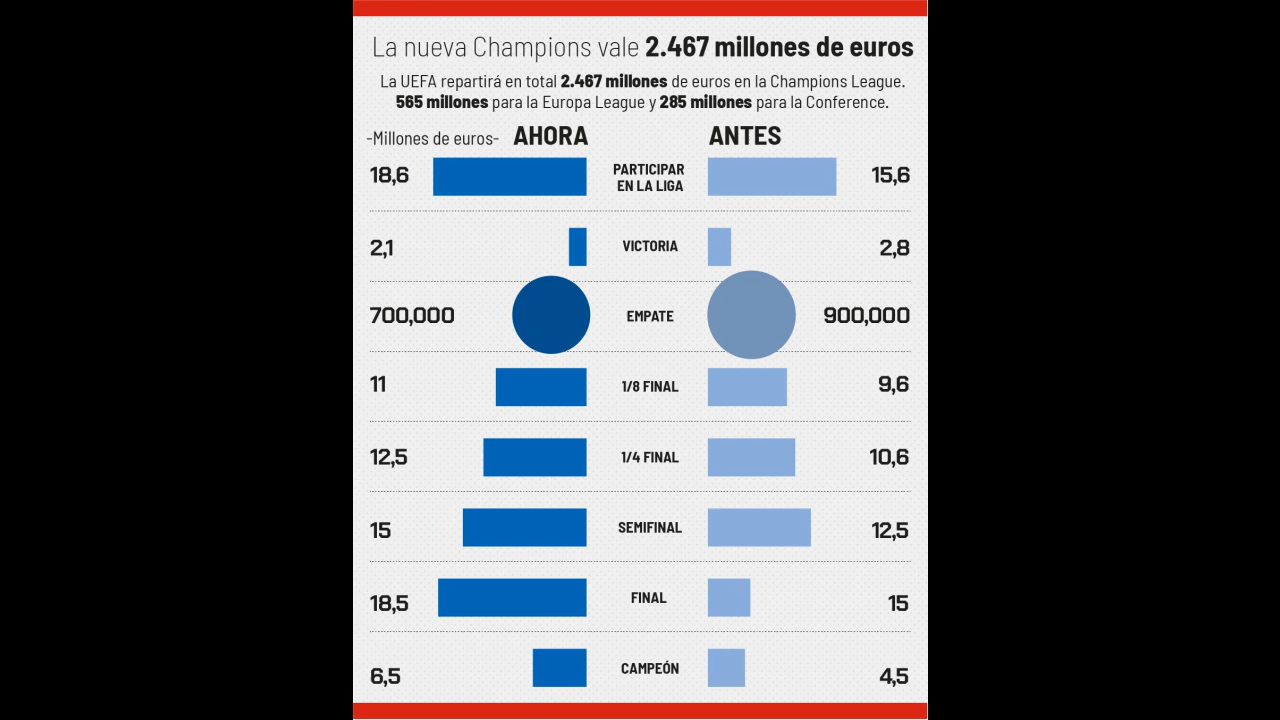 La nueva Champions vale 2.467 millones de euros
La UEFA repartirá en total 2.467 millones de euros en la Champions League.
565 millones para la Europa League y 285 millones para la Conference.
-Millones de euros- AHORA ANTES
18,6 PARTICIPAR EN LA LIGA 15,6
2,1 VICTORIA 2,8
700,000 EMPATE 900,000
11 1/8 FINAL 9,6
12,5 1/4 FINAL 10,6
15 SEMIFINAL 12,5
18,5 FINAL 15
6,5 CAMPEÓN 4,5